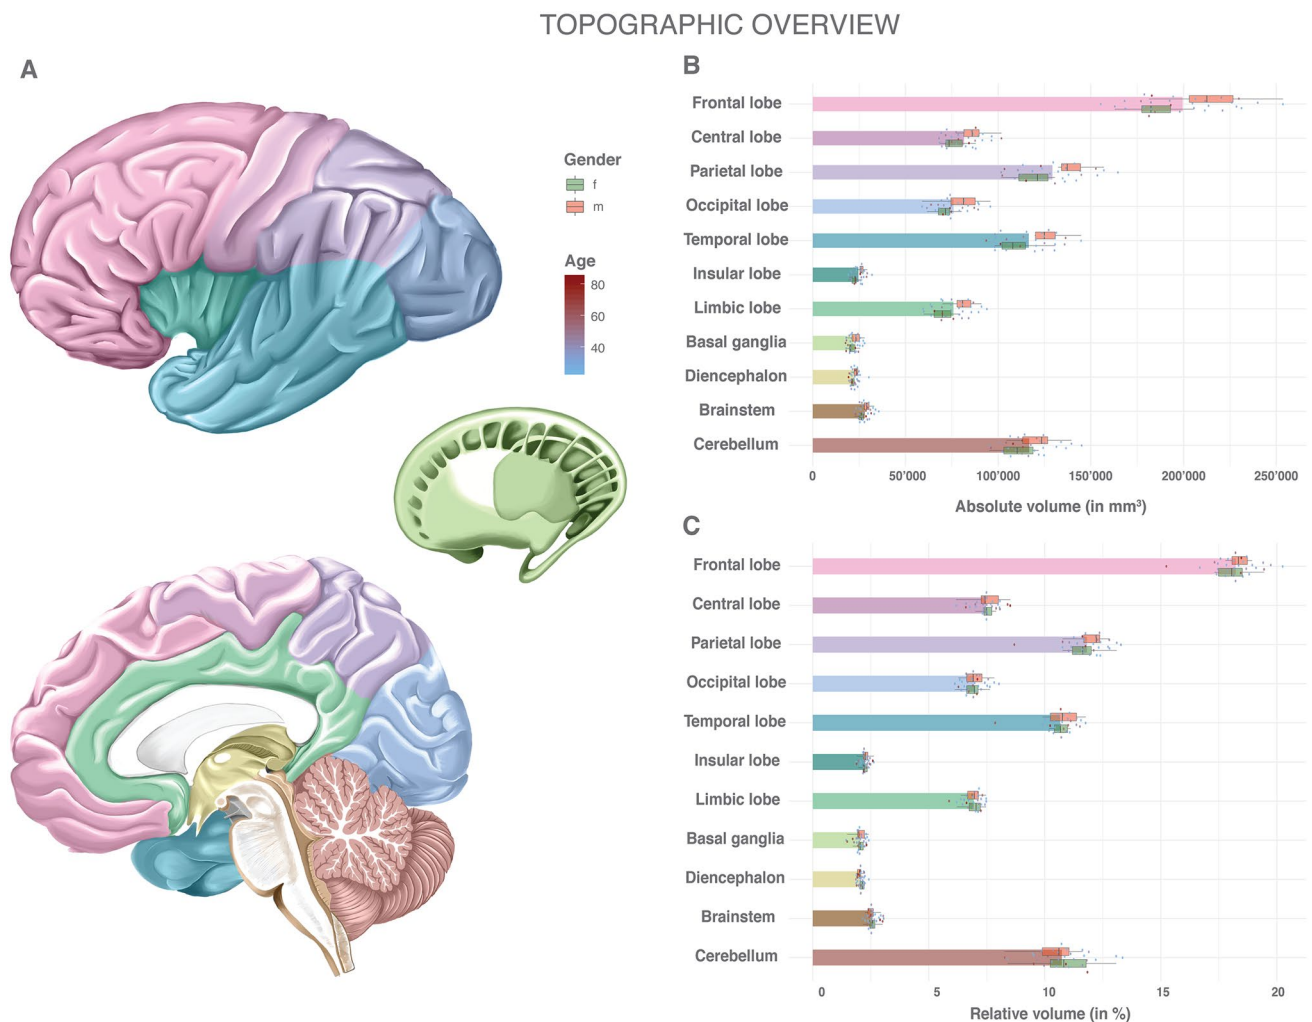 TOPOGRAPHIC OVERVIEW
A
Gender
f
m
Age
80
60
40
B
Frontal lobe
Central lobe
Parietal lobe
Occipital lobe
Temporal lobe
Insular lobe
Limbic lobe
Basal ganglia
Diencephalon
Brainstem
Cerebellum
0 50'000 100'000 150'000 200'000 250'000
Absolute volume (in mm³)
C
Frontal lobe
Central lobe
Parietal lobe
Occipital lobe
Temporal lobe
Insular lobe
Limbic lobe
Basal ganglia
Diencephalon
Brainstem
Cerebellum
0 5 10 15 20
Relative volume (in %)